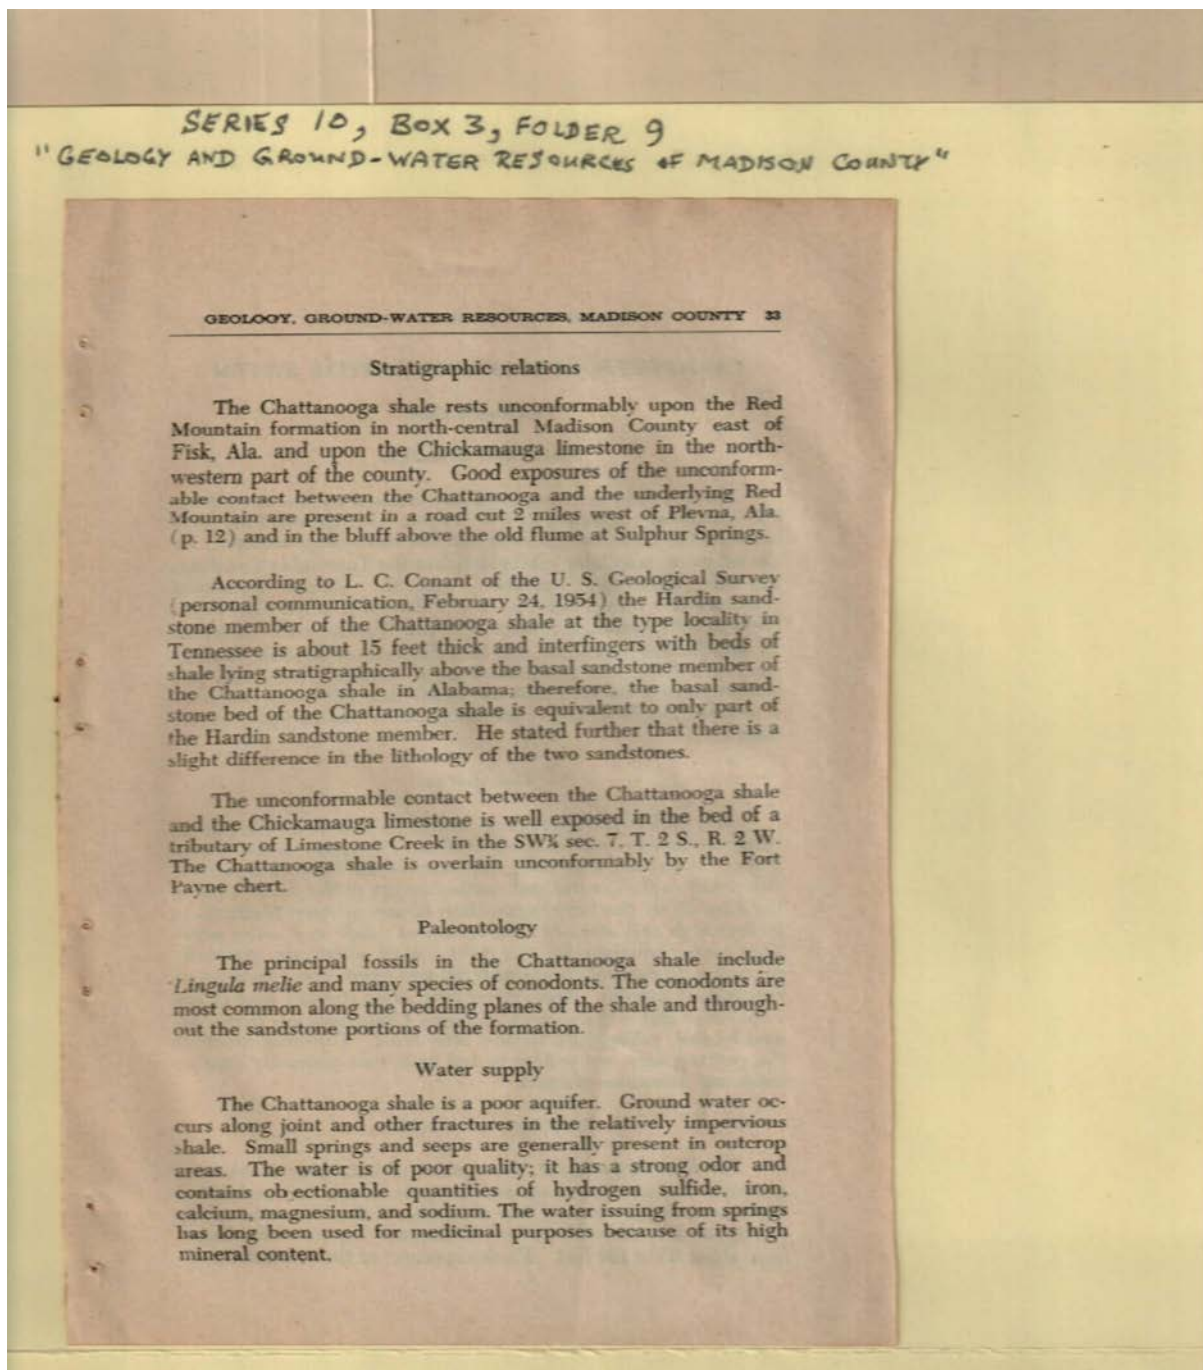 SERIES 10, BOX 3, FOLDER 9
"GEOLOGY AND GROUND-WATER RESOURCES OF MADISON COUNTY"
GEOLOGY, GROUND-WATER RESOURCES, MADISON COUNTY 33
Stratigraphic relations
The Chattanooga shale rests unconformably upon the Red
Mountain formation in north-central Madison County east of
Fisk, Ala. and upon the Chickamauga limestone in the north-
western part of the county. Good exposures of the unconform-
able contact between the Chattanooga and the underlying Red
Mountain are present in a road cut 2 miles west of Plevna, Ala.
(p. 12) and in the bluff above the old flume at Sulphur Springs.
According to L. C. Conant of the U. S. Geological Survey
(personal communication, February 24, 1954) the Hardin sand-
stone member of the Chattanooga shale at the type locality in
Tennessee is about 15 feet thick and interfingers with beds of
shale lying stratigraphically above the basal sandstone member of
the Chattanooga shale in Alabama; therefore, the basal sand-
stone bed of the Chattanooga shale is equivalent to only part of
the Hardin sandstone member. He stated further that there is a
slight difference in the lithology of the two sandstones.
The unconformable contact between the Chattanooga shale
and the Chickamauga limestone is well exposed in the bed of a
tributary of Limestone Creek in the SW¼ sec. 7, T. 2 S., R. 2 W.
The Chattanooga shale is overlain unconformably by the Fort
Payne chert.
Paleontology
The principal fossils in the Chattanooga shale include
Lingula melie and many species of conodonts. The conodonts are
most common along the bedding planes of the shale and through-
out the sandstone portions of the formation.
Water supply
The Chattanooga shale is a poor aquifer. Ground water oc-
curs along joint and other fractures in the relatively impervious
shale. Small springs and seeps are generally present in outcrop
areas. The water is of poor quality; it has a strong odor and
contains ob ectionable quantities of hydrogen sulfide, iron,
calcium, magnesium, and sodium. The water issuing from springs
has long been used for medicinal purposes because of its high
mineral content.